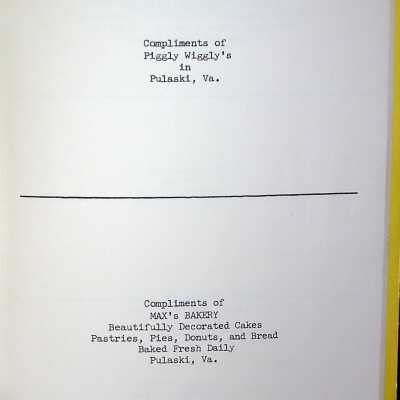 Compliments of
Piggly Wiggly's
in
Pulaski, Va.
Compliments of
MAX's BAKERY
Beautifully Decorated Cakes
Pastries, Pies, Donuts, and Bread
Baked Fresh Daily
Pulaski, Va.